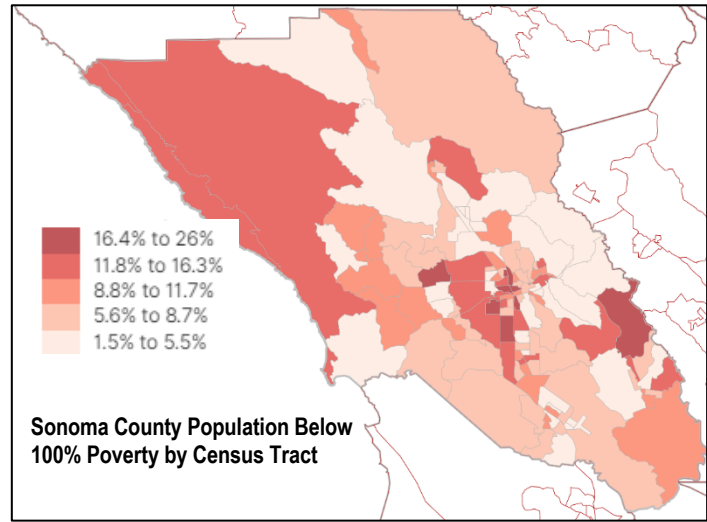 16.4% to 26%
11.8% to 16.3%
8.8% to 11.7%
5.6% to 8.7%
1.5% to 5.5%
Sonoma County Population Below
100% Poverty by Census Tract